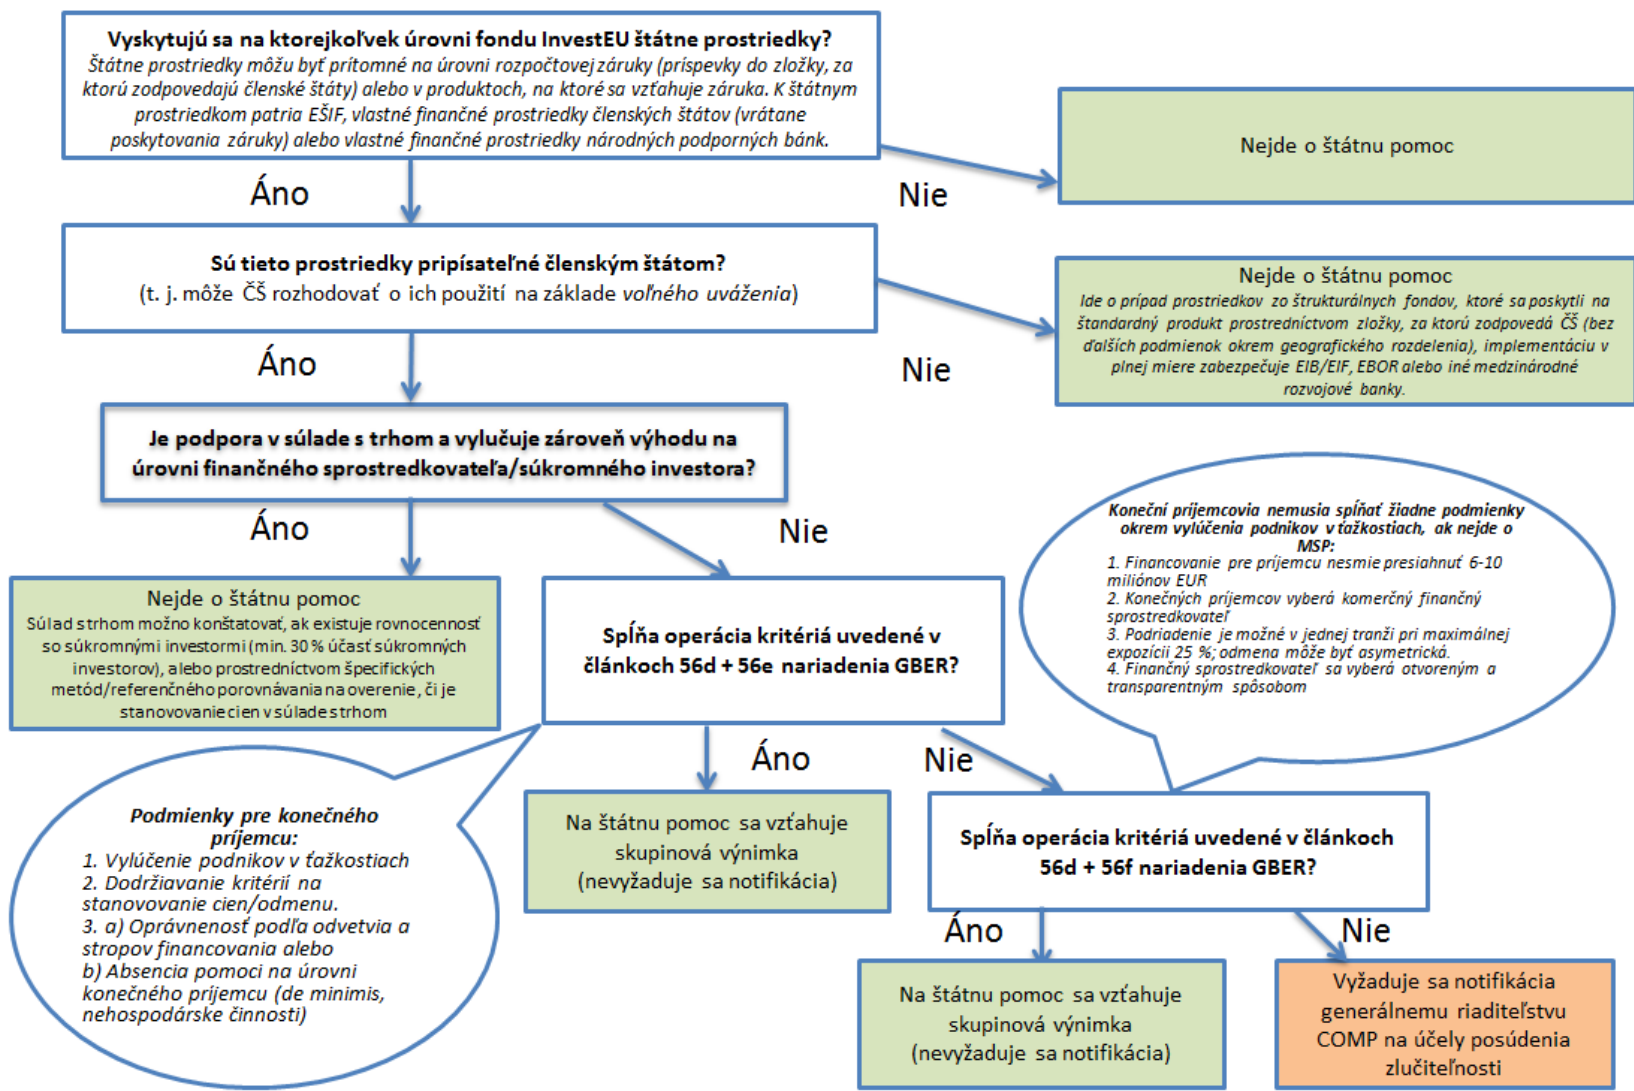 Vyskytujú sa na ktorejkoľvek úrovni fondu InvestEU štátne prostriedky?
Štátne prostriedky môžu byť prítomné na úrovni rozpočtovej záruky (príspevky do zložky, za
ktorú zodpovedajú členské štáty) alebo v produktoch, na ktoré sa vzťahuje záruka. K štátnym
prostriedkom patria EŠIF, vlastné finančné prostriedky členských štátov (vrátane
poskytovania záruky) alebo vlastné finančné prostriedky národných podporných bánk.
Nejde o štátnu pomoc
Áno
Nie
Sú tieto prostriedky pripísateľné členským štátom?
(t. j. môže ČŠ rozhodovať o ich použití na základe voľného uváženia)
Nejde o štátnu pomoc
Ide o prípad prostriedkov zo štrukturálnych fondov, ktoré sa poskytli na
štandardný produkt prostredníctvom zložky, za ktorú zodpovedá ČŠ (bez
ďalších podmienok okrem geografického rozdelenia), implementáciu v
plnej miere zabezpečuje EIB/EIF, EBOR alebo iné medzinárodné
rozvojové banky.
Áno
Nie
Je podpora v súlade s trhom a vylučuje zároveň výhodu na
úrovni finančného sprostredkovateľa/súkromného investora?
Áno
Nie
Koneční príjemcovia nemusia spĺňať žiadne podmienky
okrem vylúčenia podnikov v ťažkostiach, ak nejde o
MSP:
1. Financovanie pre príjemcu nesmie presiahnuť 6-10
miliónov EUR
2. Konečných príjemcov vyberá komerčný finančný
sprostredkovateľ
3. Podriadenie je možné v jednej tranži pri maximálnej
expozícii 25 %; odmena môže byť asymetrická.
4. Finančný sprostredkovateľ sa vyberá otvoreným a
transparentným spôsobom
Nejde o štátnu pomoc
Súlad s trhom možno konštatovať, ak existuje rovnocennosť
so súkromnými investormi (min. 30 % účasť súkromných
investorov), alebo prostredníctvom špecifických
metód/referenčného porovnávania na overenie, či je
stanovovanie cien v súlade s trhom
Spĺňa operácia kritériá uvedené v
článkoch 56d + 56e nariadenia GBER?
Áno
Nie
Podmienky pre konečného
príjemcu:
1. Vylúčenie podnikov v ťažkostiach
2. Dodržiavanie kritérií na
stanovovanie cien/odmenu.
3. a) Oprávnenosť podľa odvetvia a
stropov financovania alebo
b) Absencia pomoci na úrovni
konečného príjemcu (de minimis,
nehospodárske činnosti)
Na štátnu pomoc sa vzťahuje
skupinová výnimka
(nevyžaduje sa notifikácia)
Spĺňa operácia kritériá uvedené v článkoch
56d + 56f nariadenia GBER?
Áno
Nie
Na štátnu pomoc sa vzťahuje
skupinová výnimka
(nevyžaduje sa notifikácia)
Vyžaduje sa notifikácia
generálnemu riaditeľstvu
COMP na účely posúdenia
zlučiteľnosti